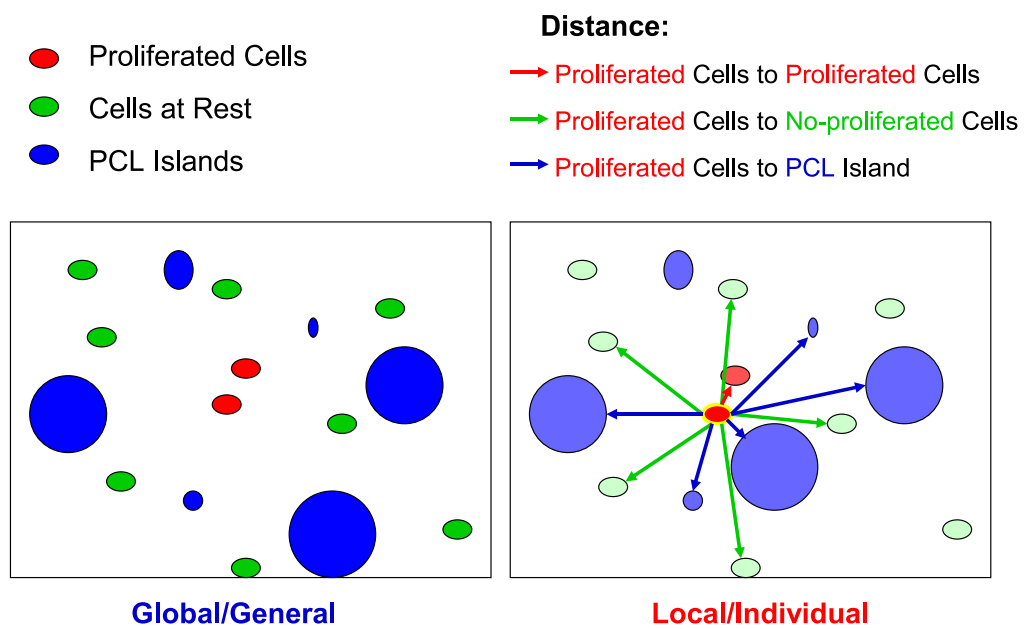 Proliferated Cells
Cells at Rest
PCL Islands
Distance:
Proliferated Cells to Proliferated Cells
Proliferated Cells to No-proliferated Cells
Proliferated Cells to PCL Island
Global/General
Local/Individual